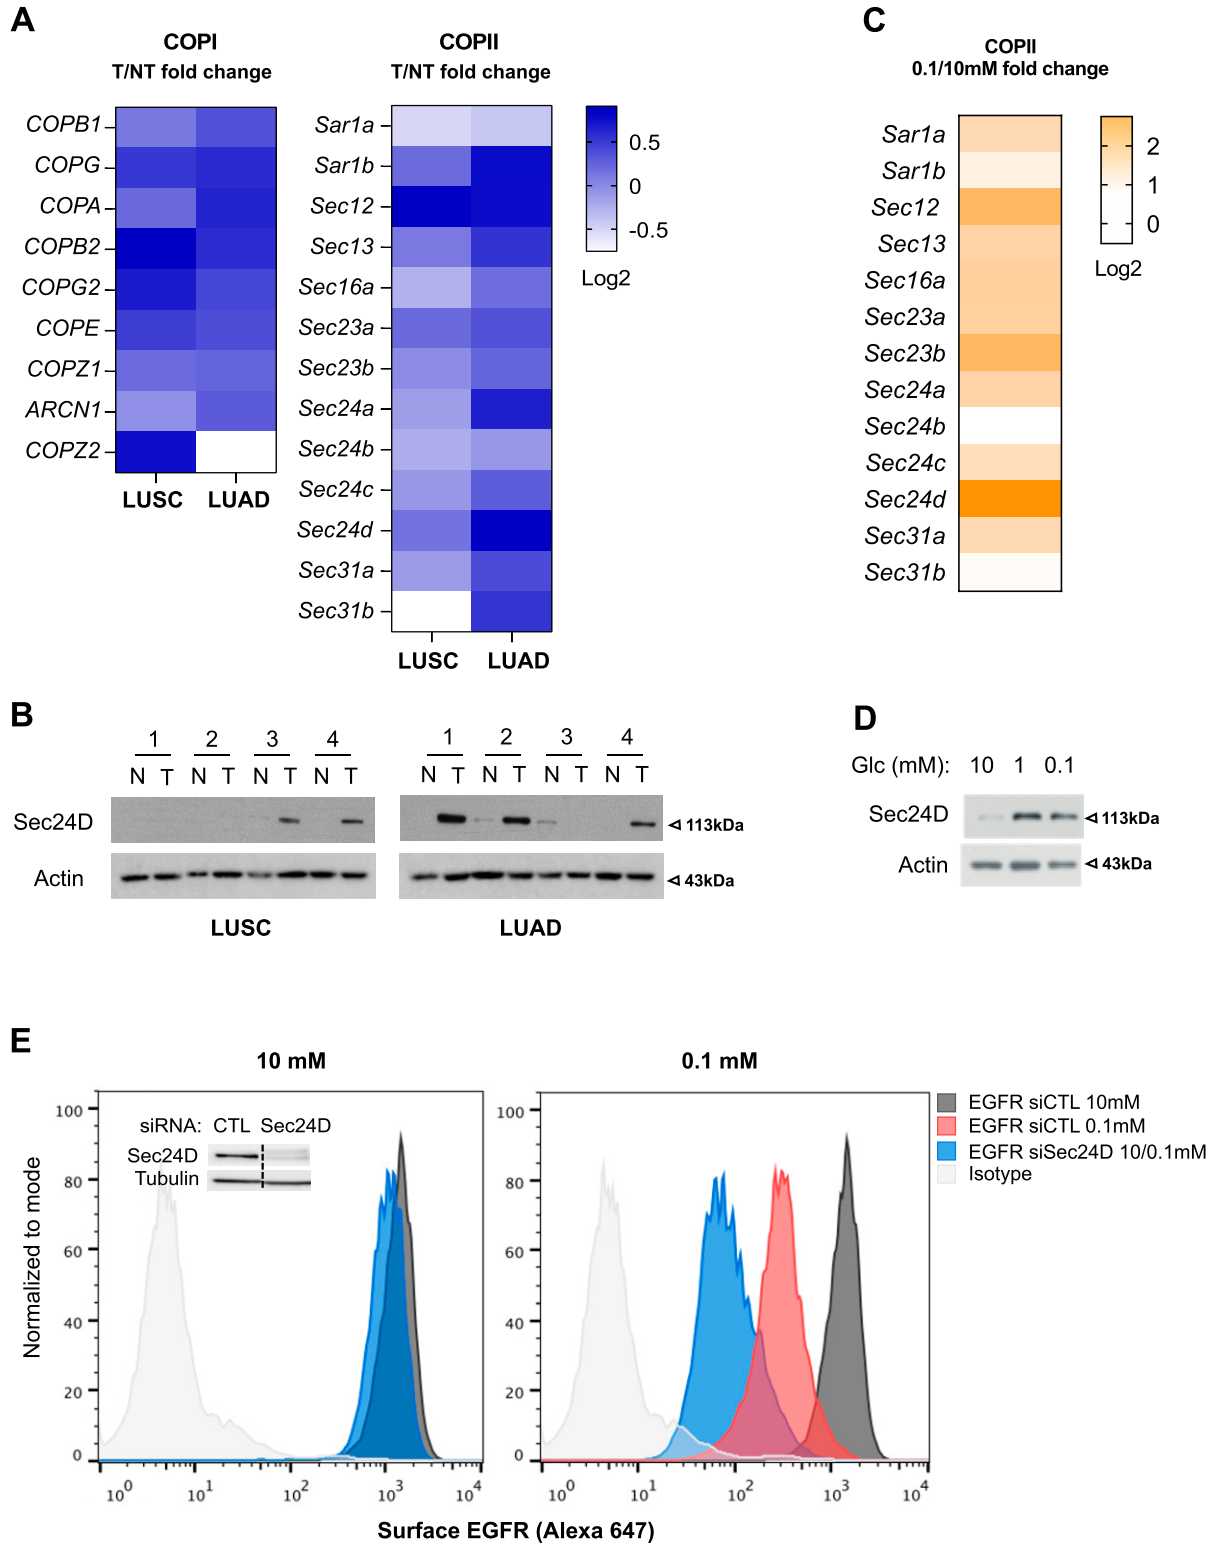 A
COPI
T/NT fold change
COPB1
COPG
COPA
COPB2
COPG2
COPE
COPZ1
ARCN1
COPZ2
LUSC LUAD
COPII
T/NT fold change
Sar1a
Sar1b
Sec12
Sec13
Sec16a
Sec23a
Sec23b
Sec24a
Sec24b
Sec24c
Sec24d
Sec31a
Sec31b
LUSC LUAD
0.5
0
-0.5
Log2
C
COPII
0.1/10mM fold change
Sar1a
Sar1b
Sec12
Sec13
Sec16a
Sec23a
Sec23b
Sec24a
Sec24b
Sec24c
Sec24d
Sec31a
Sec31b
2
1
0
Log2
B
1 2 3 4
N T N T N T N T
1 2 3 4
N T N T N T N T
Sec24D
113kDa
Actin
43kDa
LUSC
LUAD
D
Glc (mM): 10 1 0.1
Sec24D
113kDa
Actin
43kDa
E
10 mM
0.1 mM
Normalized to mode
100
80
60
40
20
0
siRNA: CTL Sec24D
Sec24D
Tubulin
10^0 10^1 10^2 10^3 10^4
100
80
60
40
20
0
10^0 10^1 10^2 10^3 10^4
EGFR siCTL 10mM
EGFR siCTL 0.1mM
EGFR siSec24D 10/0.1mM
Isotype
Surface EGFR (Alexa 647)